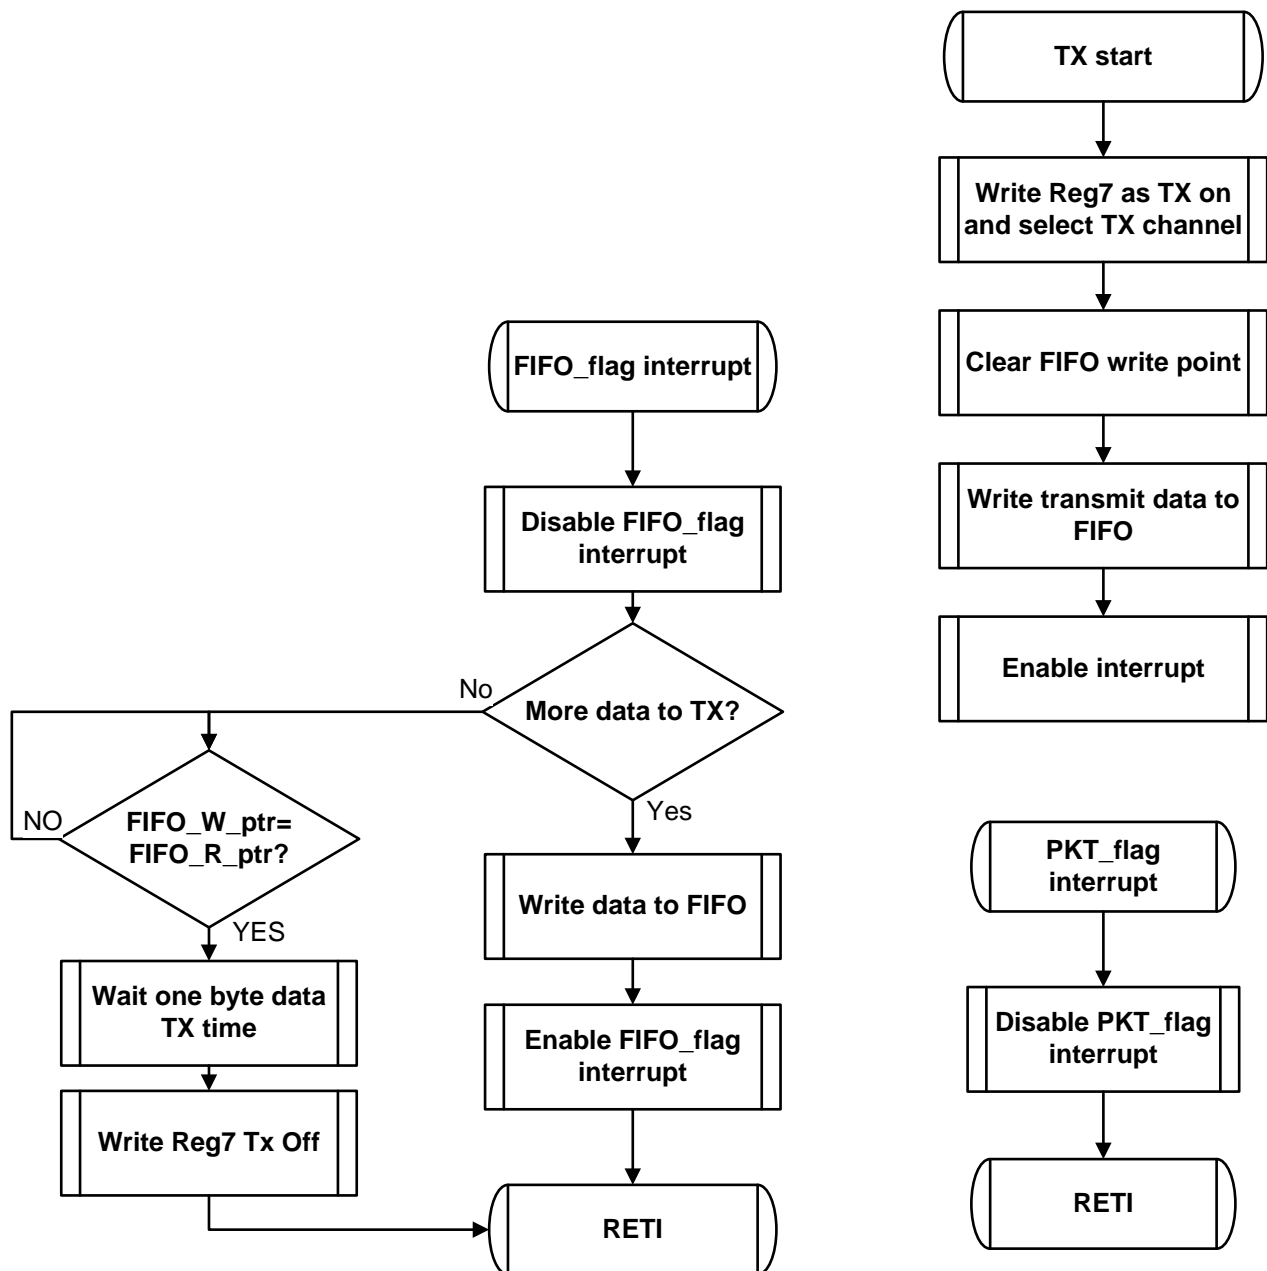 TX start
Write Reg7 as TX on
and select TX channel
Clear FIFO write point
Write transmit data to
FIFO
Enable interrupt
FIFO_flag interrupt
Disable FIFO_flag
interrupt
More data to TX?
No
Yes
FIFO_W_ptr=
FIFO_R_ptr?
NO
YES
Wait one byte data
TX time
Write Reg7 Tx Off
Write data to FIFO
Enable FIFO_flag
interrupt
RETI
PKT_flag
interrupt
Disable PKT_flag
interrupt
RETI